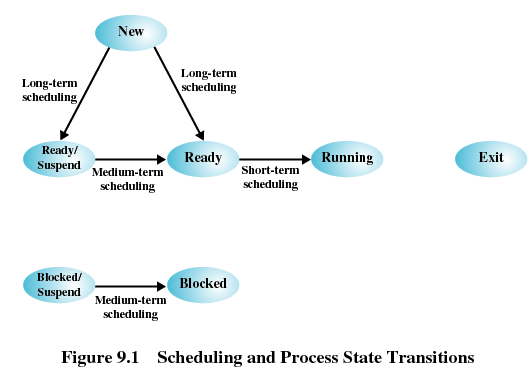 New
Long-term
scheduling
Long-term
scheduling
Ready/
Suspend
Medium-term
scheduling
Ready
Short-term
scheduling
Running
Exit
Blocked/
Suspend
Medium-term
scheduling
Blocked
Figure 9.1 Scheduling and Process State Transitions